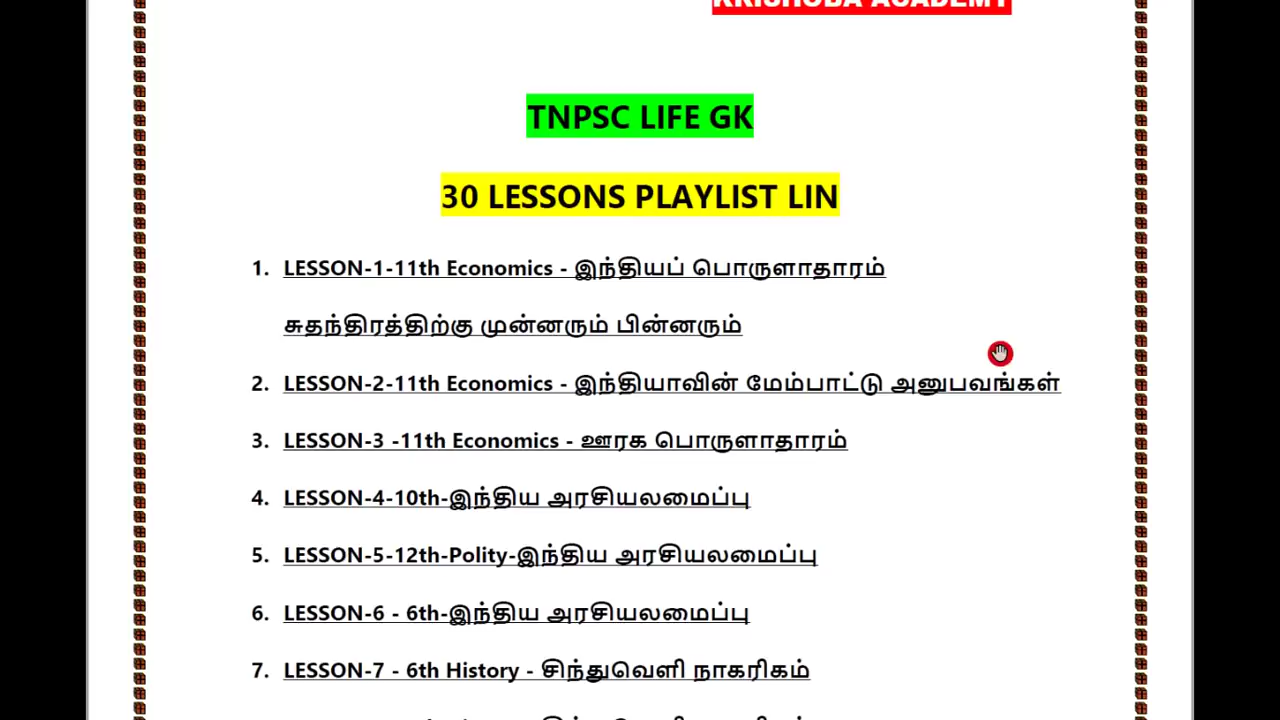 KRISHOBA ACADEMY
TNPSC LIFE GK
30 LESSONS PLAYLIST LIN
1. LESSON-1-11th Economics - இந்தியப் பொருளாதாரம்
சுதந்திரத்திற்கு முன்னரும் பின்னரும்
2. LESSON-2-11th Economics - இந்தியாவின் மேம்பாட்டு அனுபவங்கள்
3. LESSON-3 -11th Economics - ஊரக பொருளாதாரம்
4. LESSON-4-10th-இந்திய அரசியலமைப்பு
5. LESSON-5-12th-Polity-இந்திய அரசியலமைப்பு
6. LESSON-6 - 6th-இந்திய அரசியலமைப்பு
7. LESSON-7 - 6th History - சிந்துவெளி நாகரிகம்